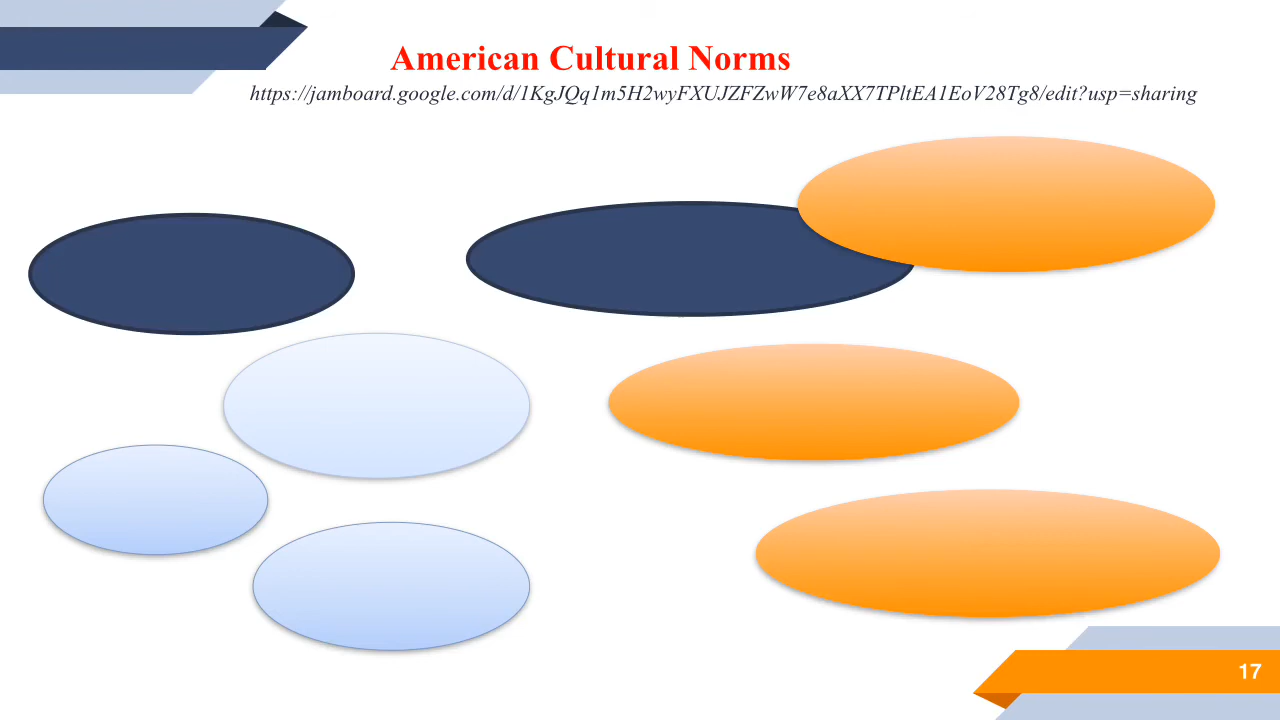 American Cultural Norms
https://jamboard.google.com/d/1KgJQq1m5H2wyFXUJZFZwW7e8aXX7TPltEA1EoV28Tg8/edit?usp=sharing
17